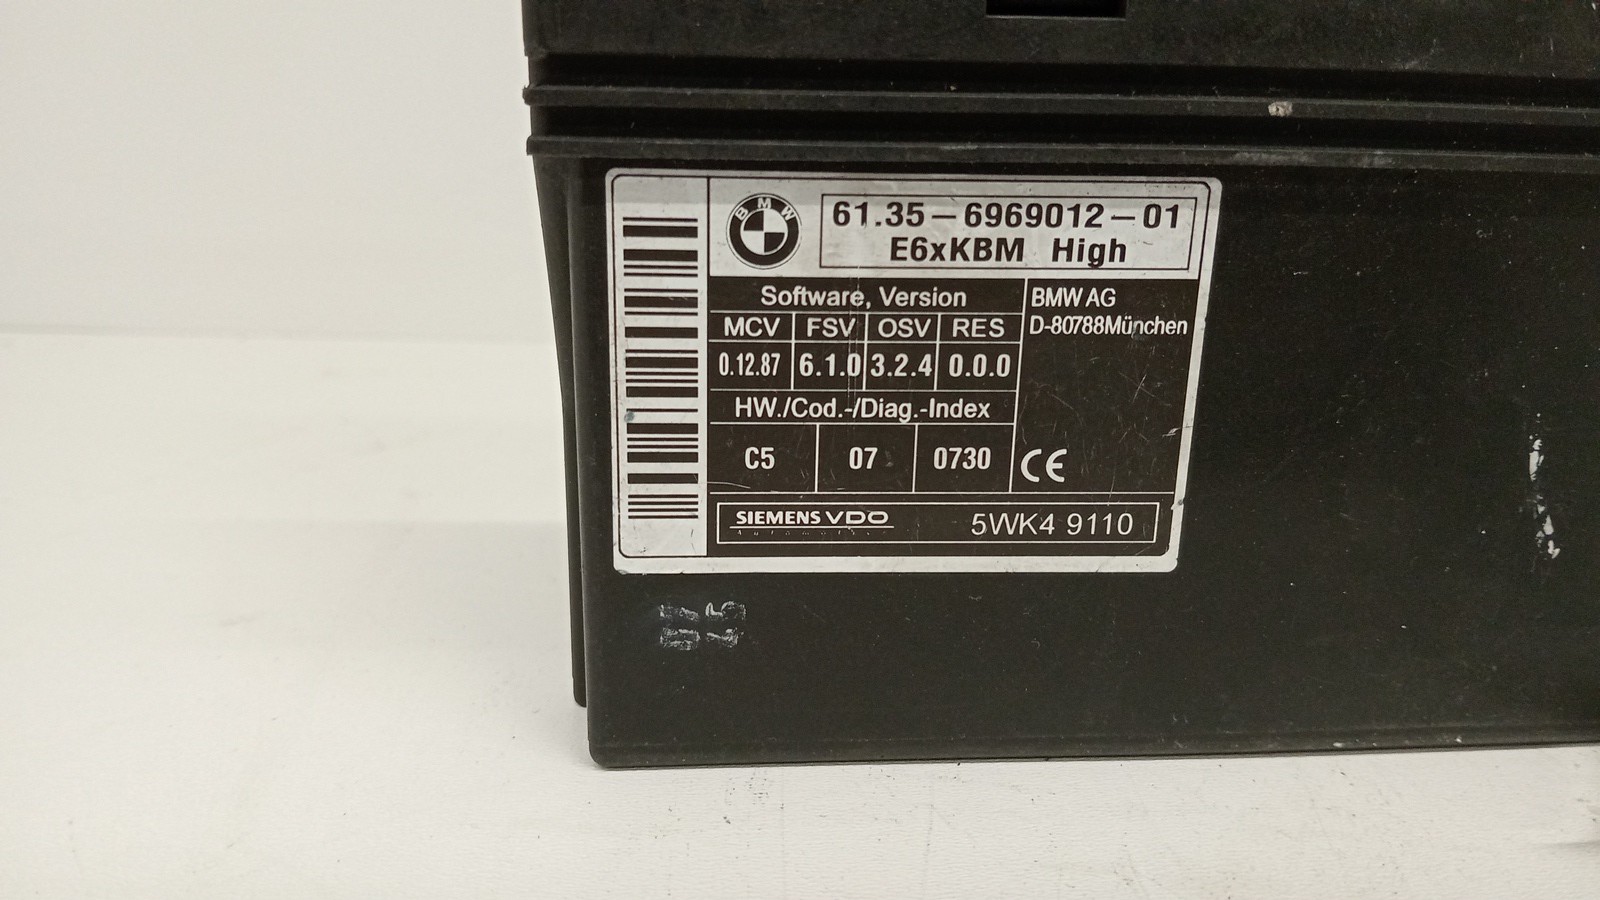 BMW
61.35-6969012-01
E6xKBM High
Software, Version
MCV FSV OSV RES
0.12.87 6.1.0 3.2.4 0.0.0
HW./Cod.-/Diag.-Index
C5 07 0730
BMW AG
D-80788München
CE
SIEMENS VDO
5WK4 9110